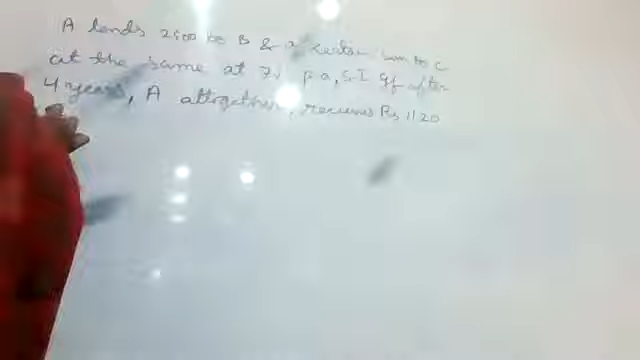 A lends 2500 to B & a certain sum to C
at the same at 7% p.a, S.I If after
4 years, A altogether, receives Rs 1120